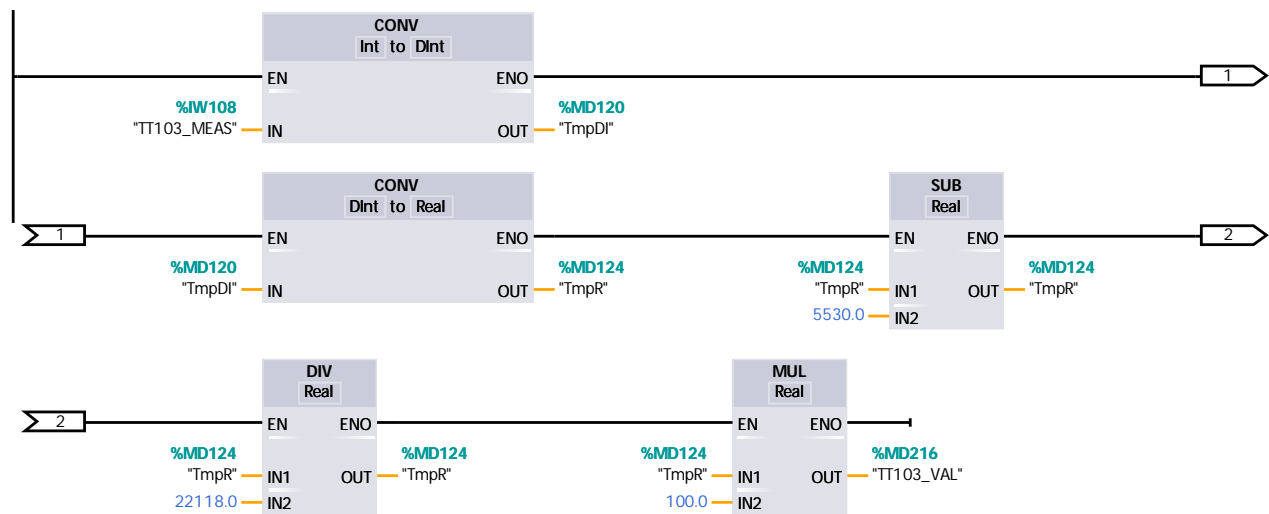 CONV
Int to DInt
EN ENO
1
%IW108 %MD120
"TT103_MEAS" IN OUT "TmpDI"
CONV SUB
DInt to Real Real
1 EN ENO EN ENO 2
%MD120 %MD124 %MD124 %MD124
"TmpDI" IN OUT "TmpR" "TmpR" IN1 OUT "TmpR"
5530.0 IN2
DIV MUL
Real Real
2 EN ENO EN ENO
%MD124 %MD124 %MD124 %MD216
"TmpR" IN1 OUT "TmpR" "TmpR" IN1 OUT "TT103_VAL"
22118.0 IN2 100.0 IN2